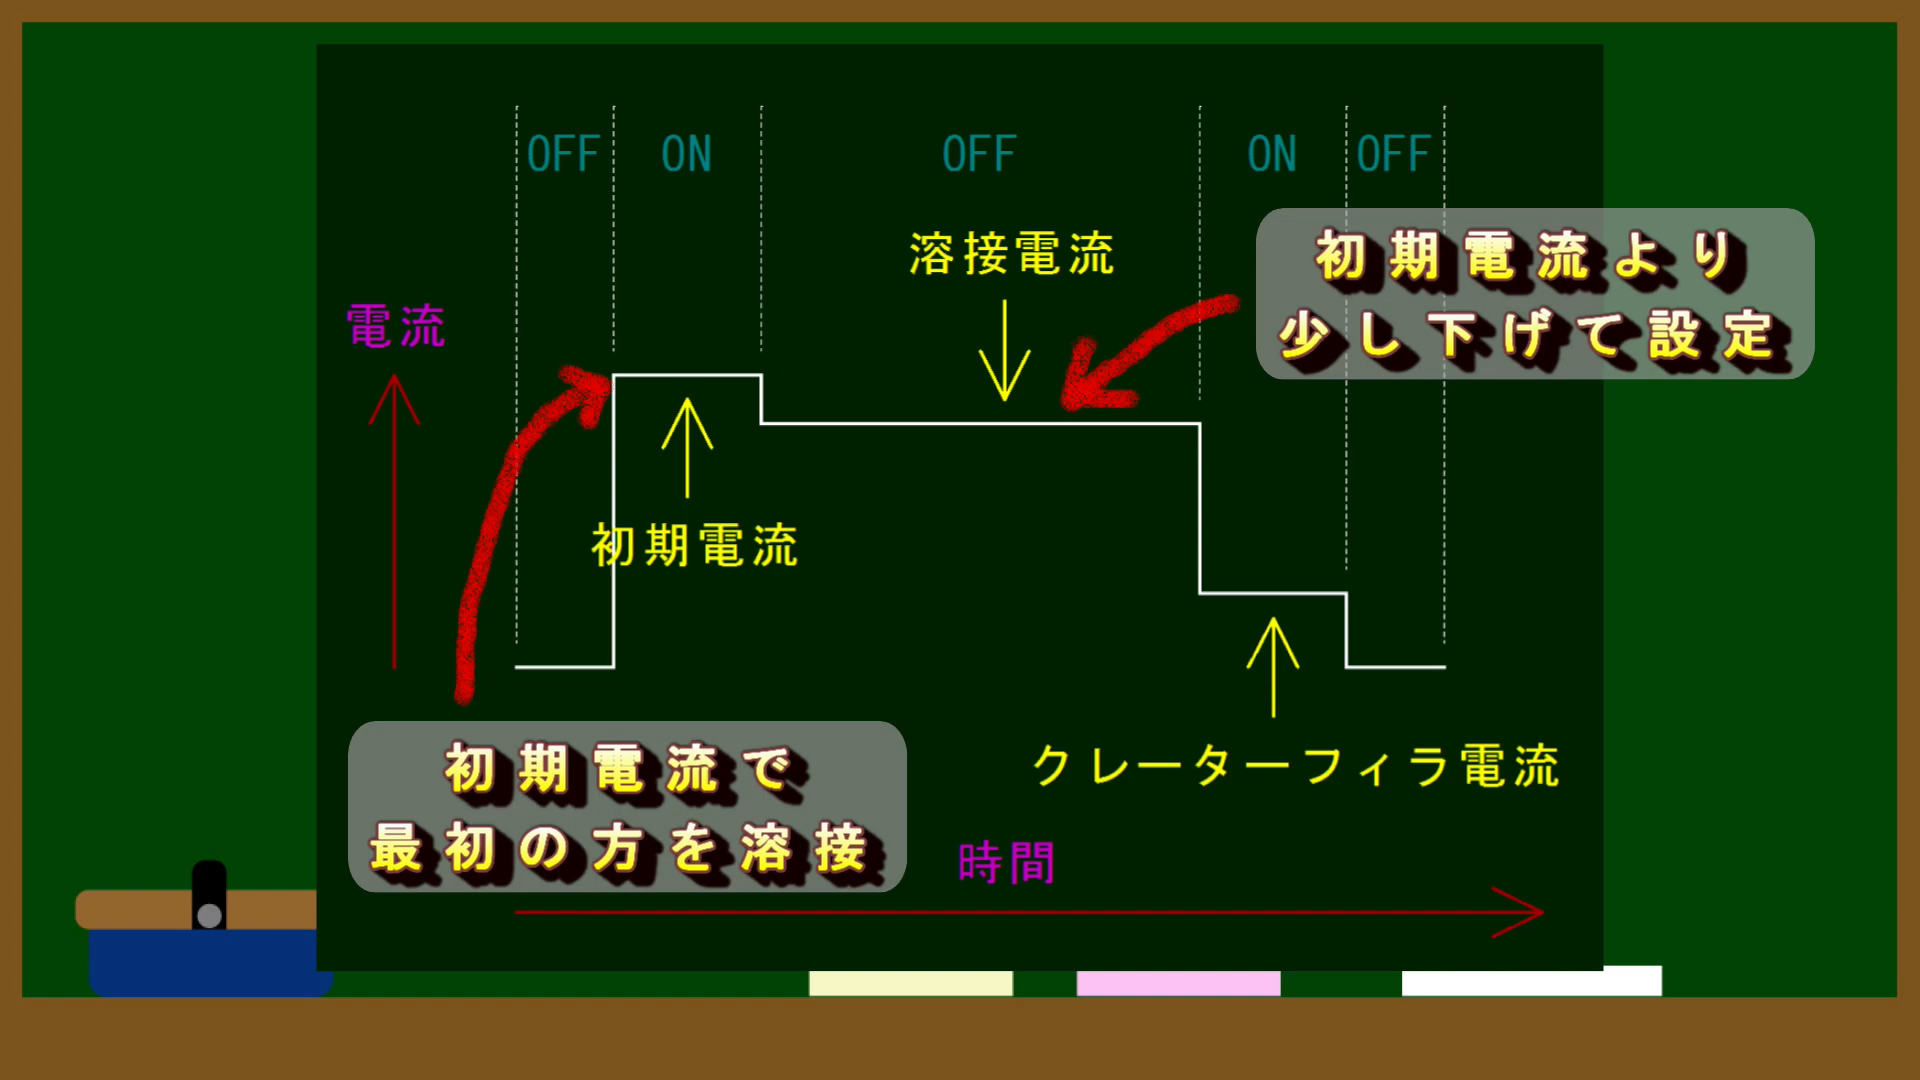 OFF
ON
OFF
ON
OFF
溶接電流
初期電流より
少し下げて設定
電流
初期電流
初期電流で
最初の方を溶接
クレーターフィラ電流
時間